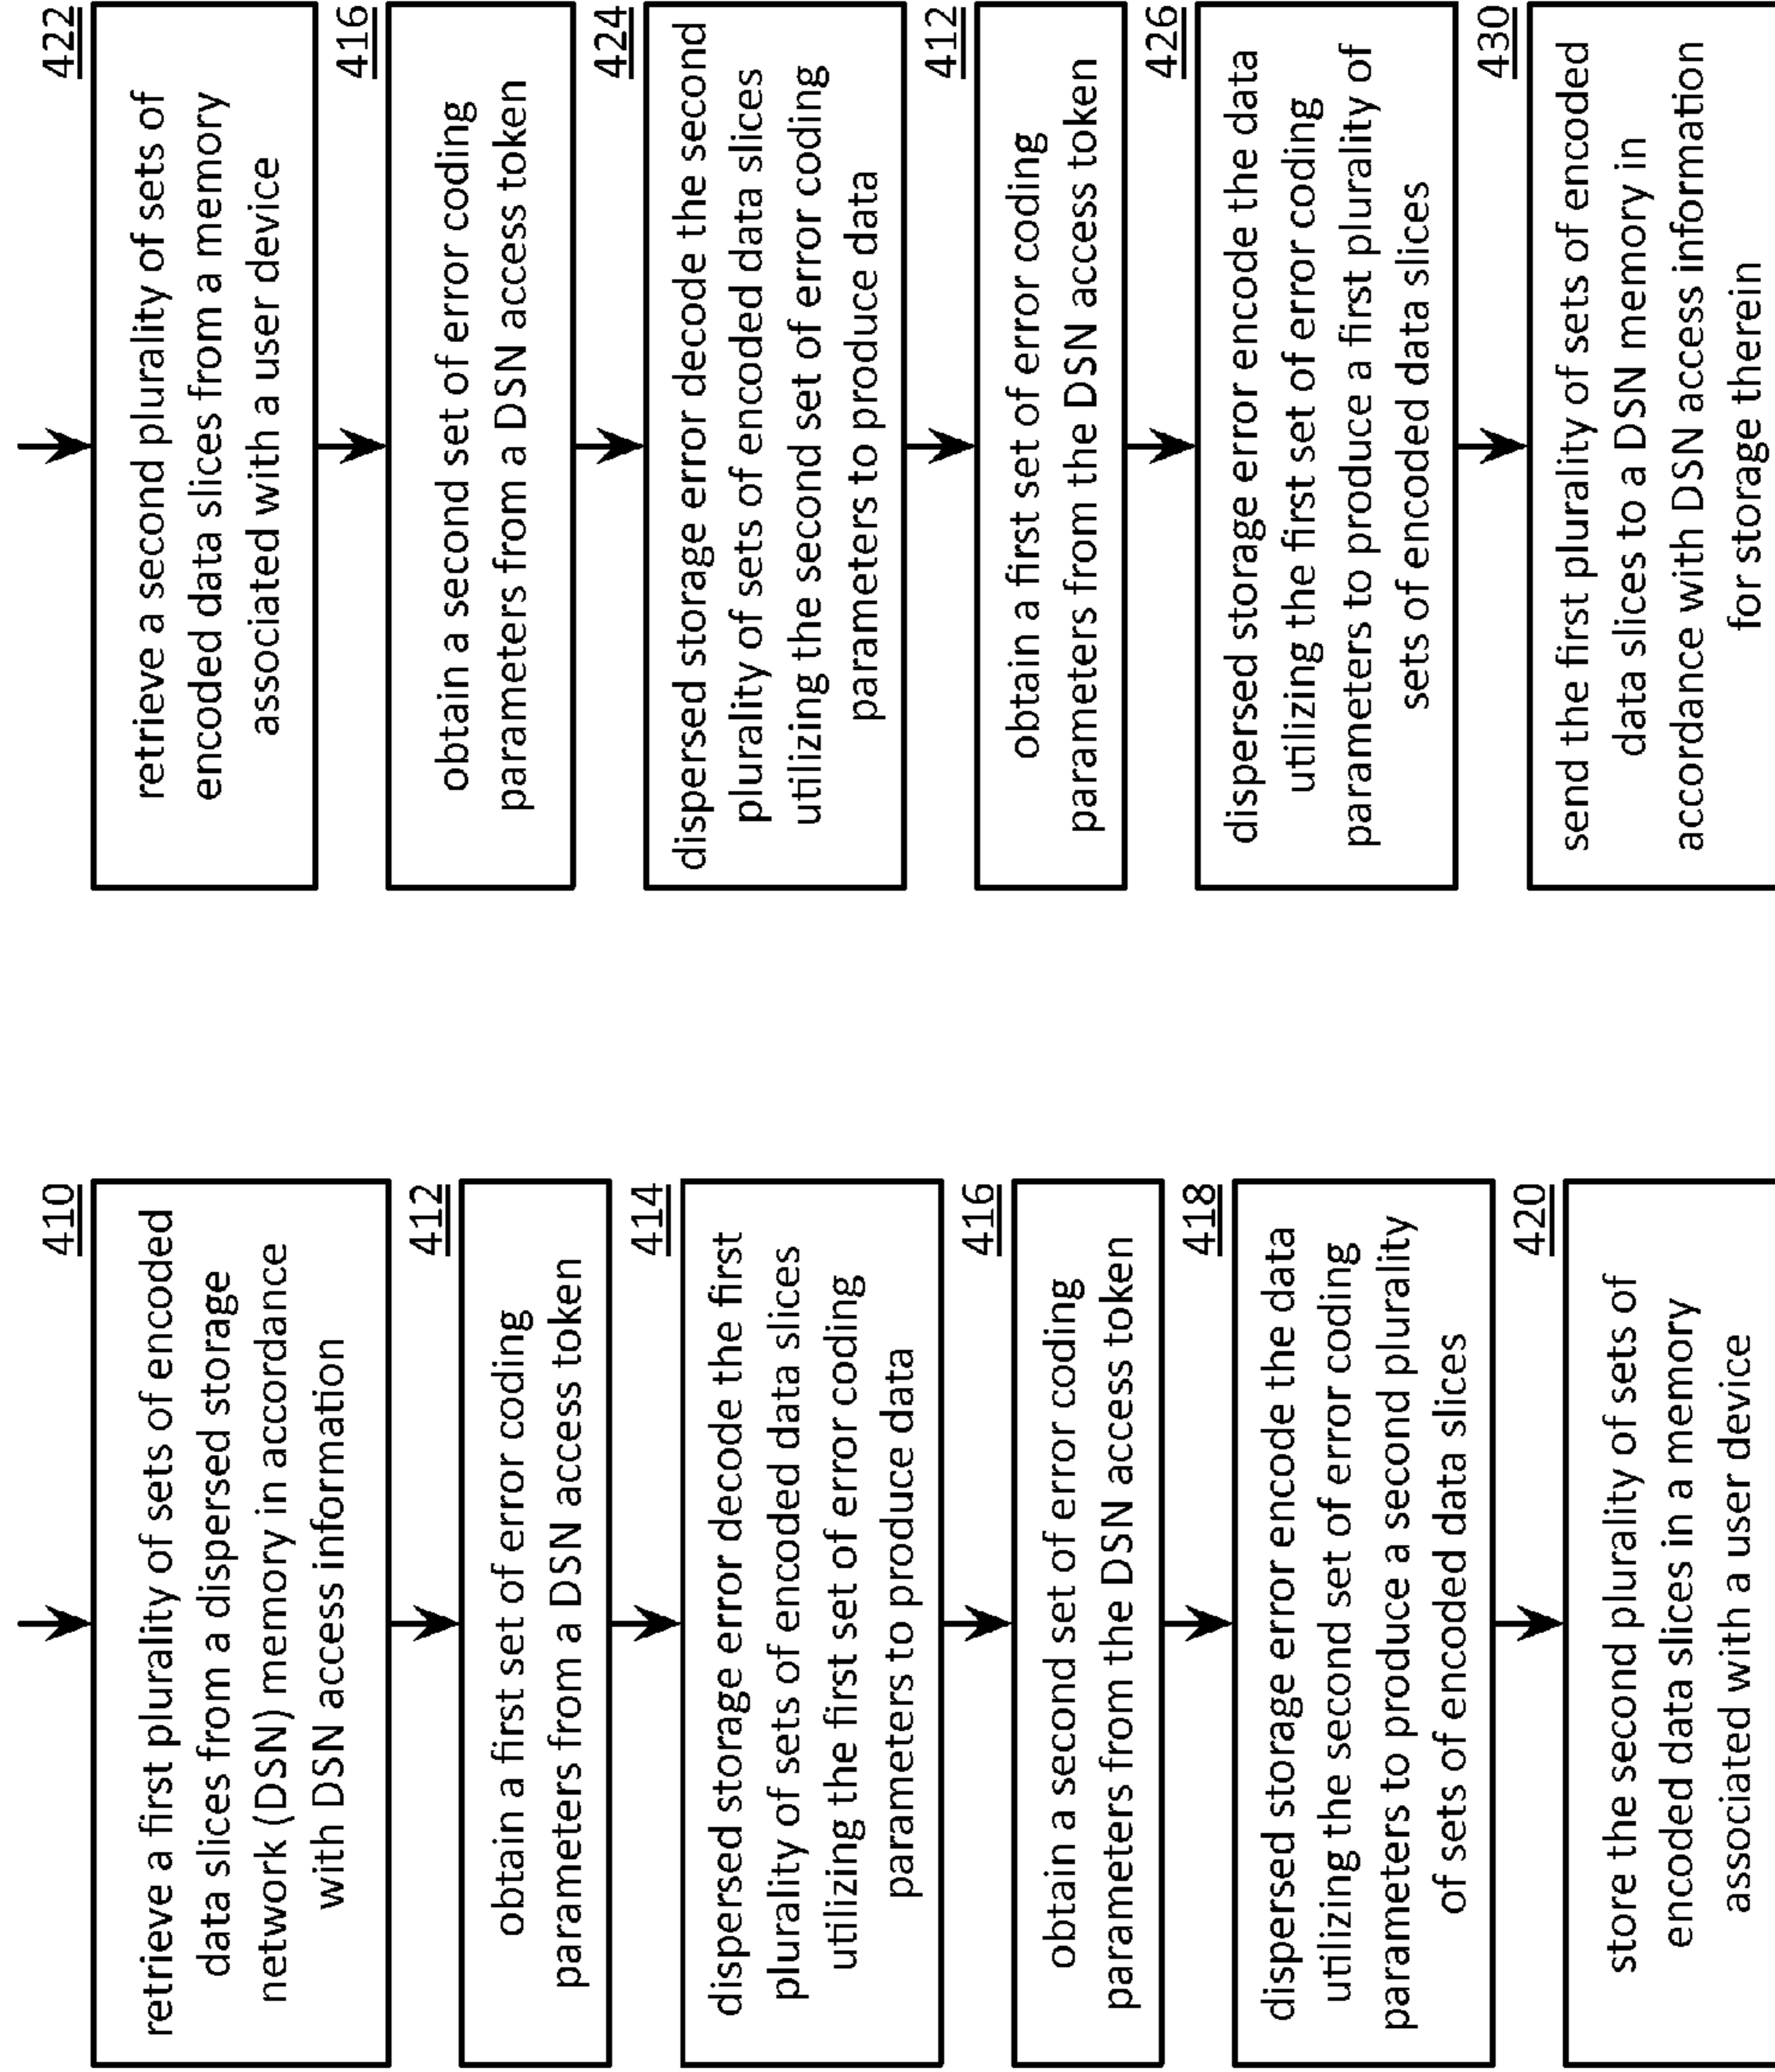 410
retrieve a first plurality of sets of encoded
data slices from a dispersed storage
network (DSN) memory in accordance
with DSN access information
412
obtain a first set of error coding
parameters from a DSN access token
414
dispersed storage error decode the first
plurality of sets of encoded data slices
utilizing the first set of error coding
parameters to produce data
416
obtain a second set of error coding
parameters from the DSN access token
418
dispersed storage error encode the data
utilizing the second set of error coding
parameters to produce a second plurality
of sets of encoded data slices
420
store the second plurality of sets of
encoded data slices in a memory
associated with a user device
422
retrieve a second plurality of sets of
encoded data slices from a memory
associated with a user device
416
obtain a second set of error coding
parameters from a DSN access token
424
dispersed storage error decode the second
plurality of sets of encoded data slices
utilizing the second set of error coding
parameters to produce data
412
obtain a first set of error coding
parameters from the DSN access token
426
dispersed storage error encode the data
utilizing the first set of error coding
parameters to produce a first plurality of
sets of encoded data slices
430
send the first plurality of sets of encoded
data slices to a DSN memory in
accordance with DSN access information
for storage therein